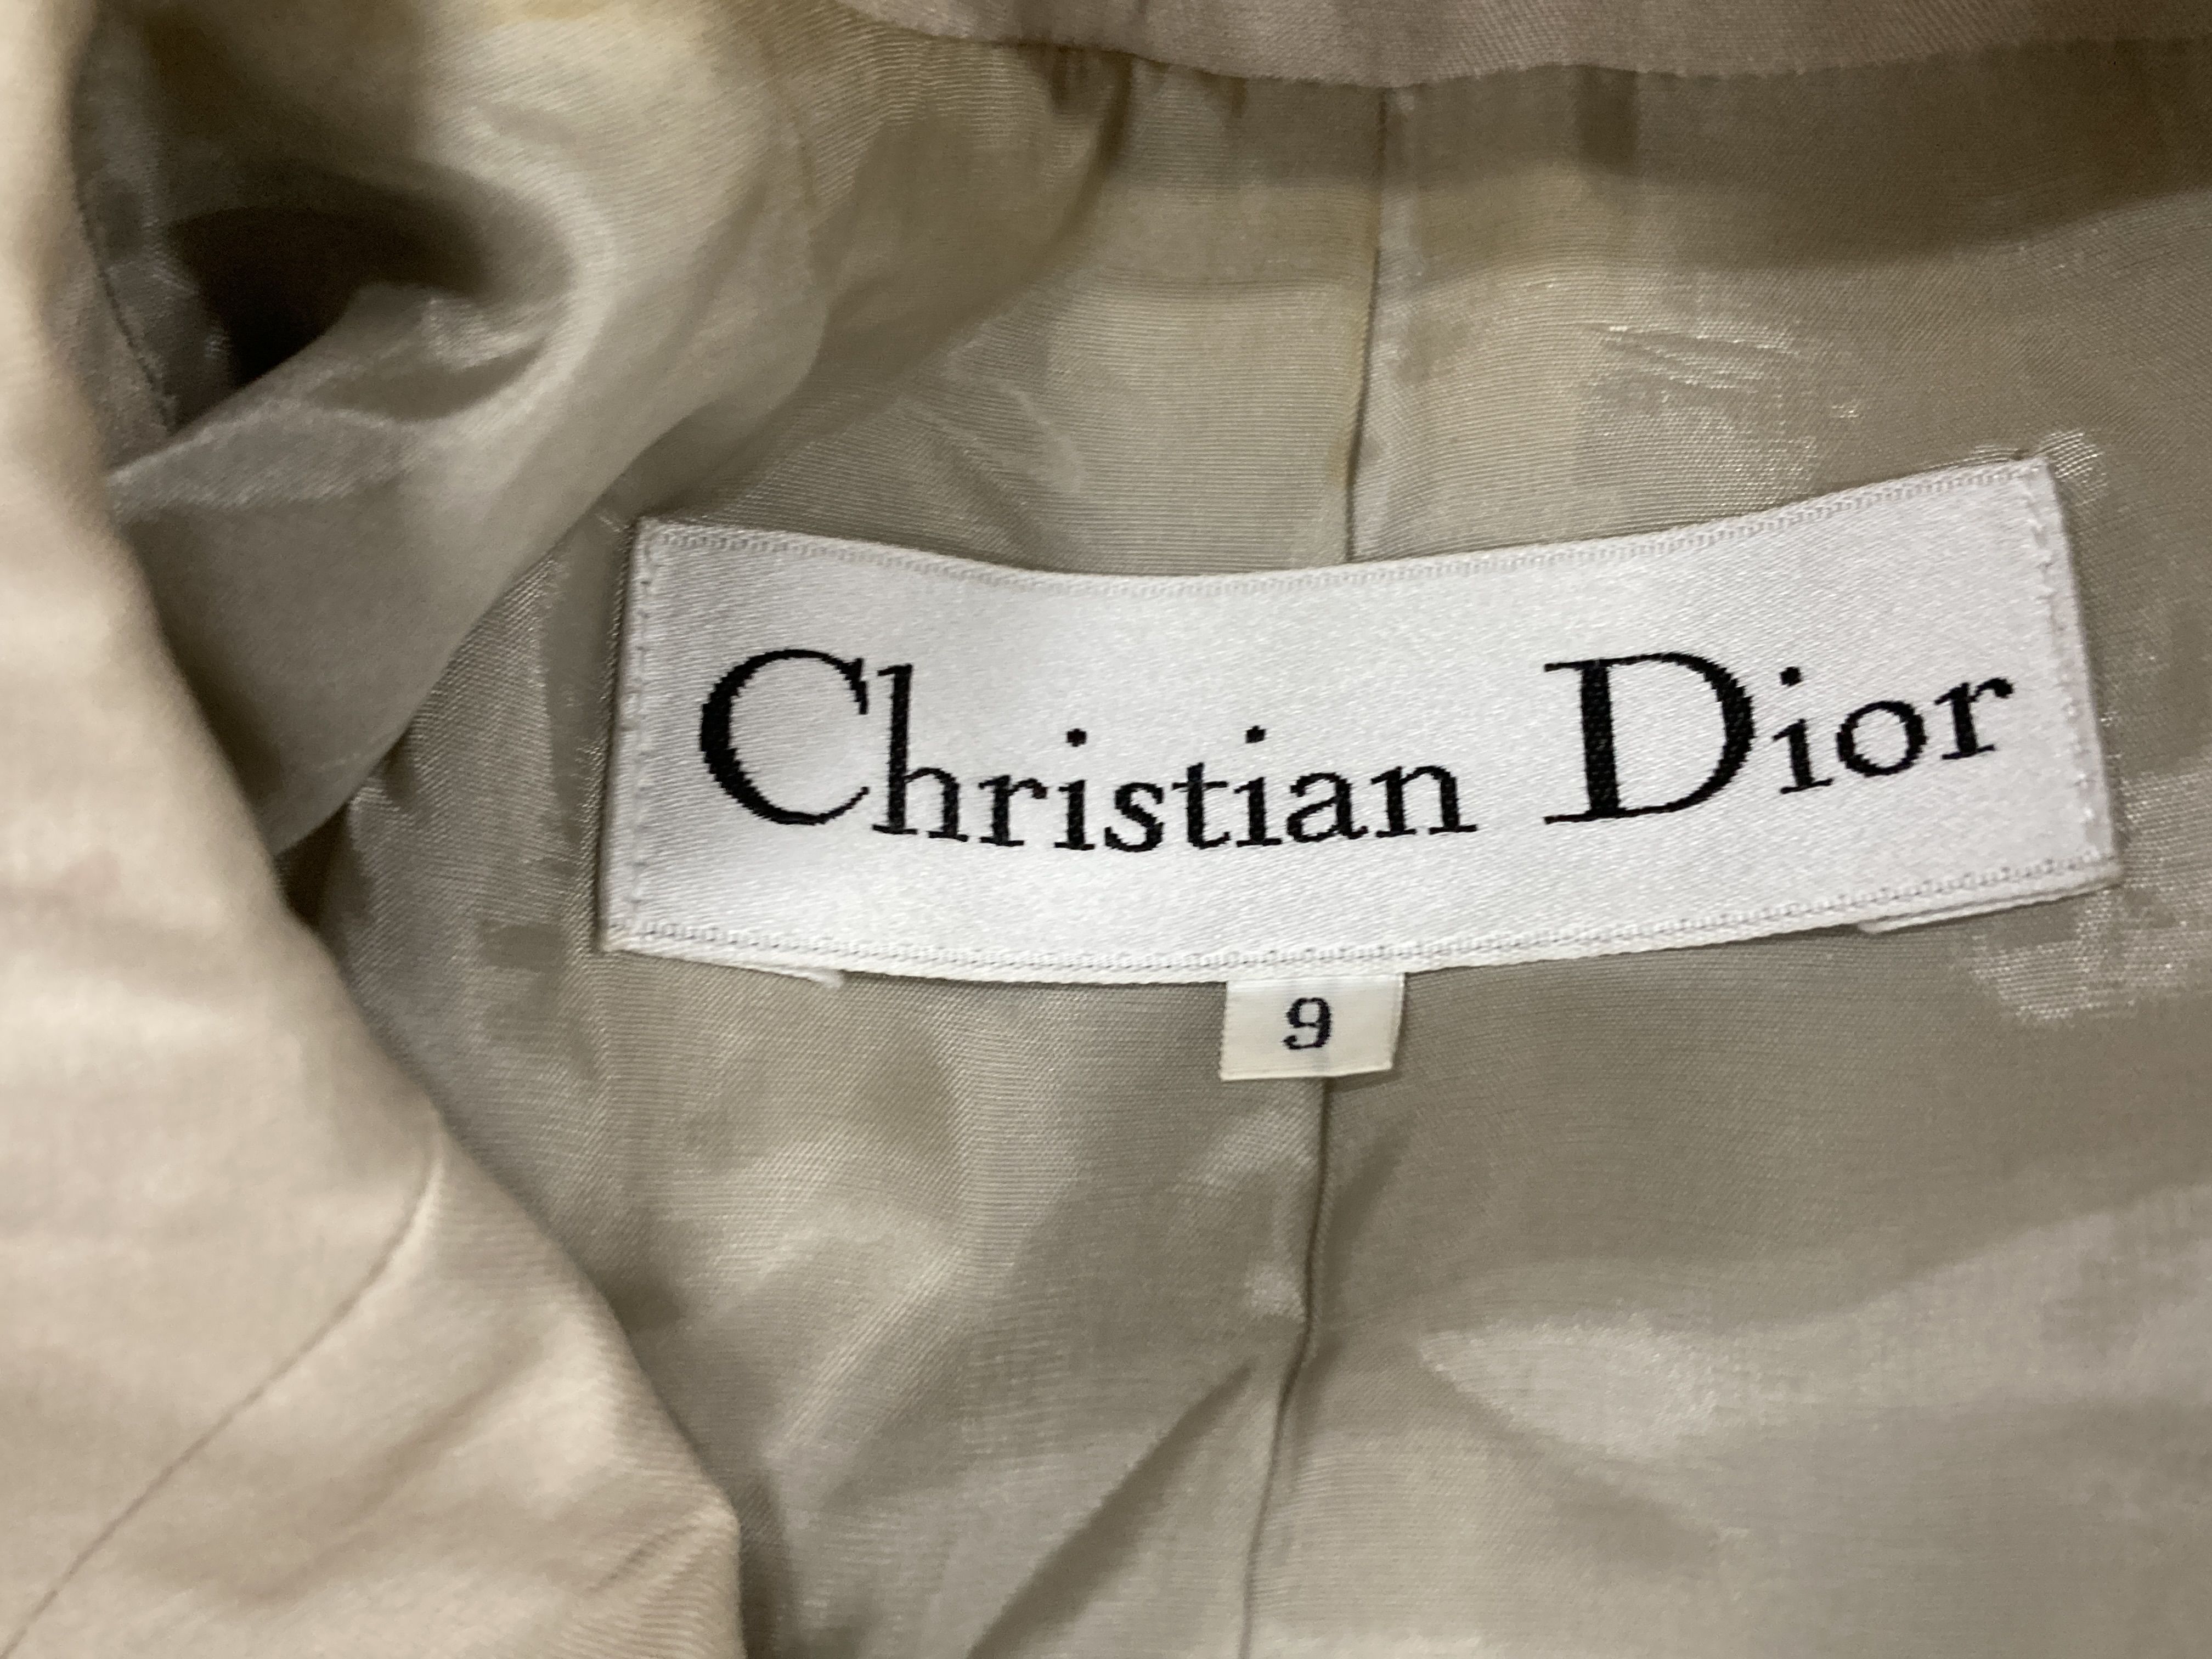 Christian Dior
9